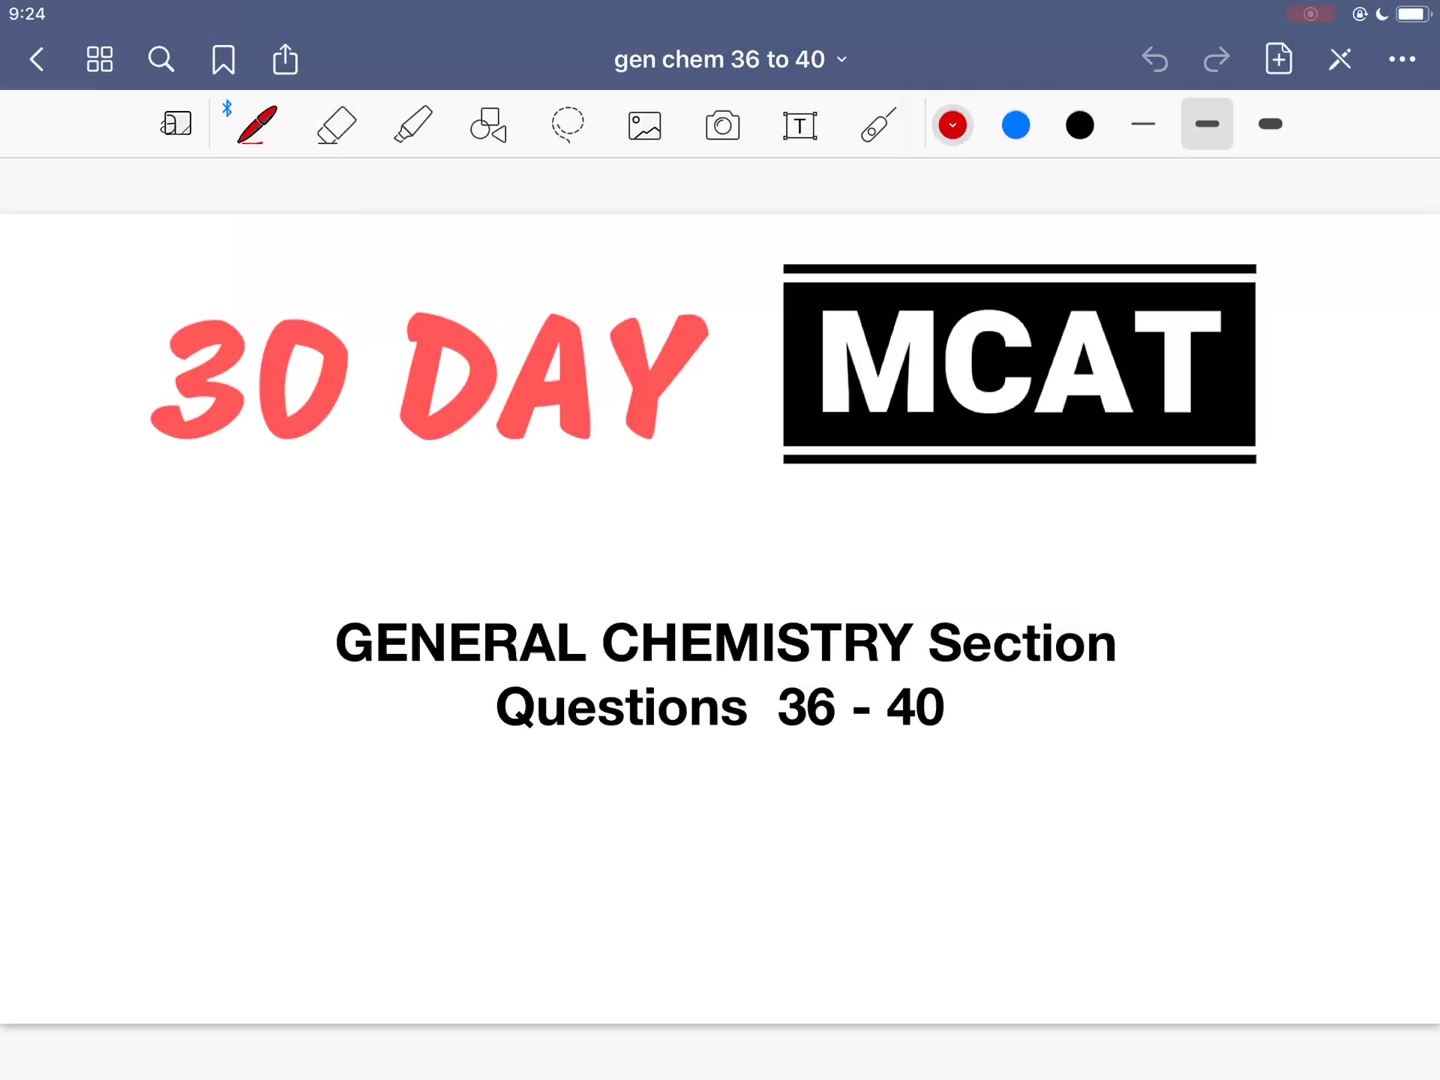 9:24
gen chem 36 to 40
T
30 DAY MCAT
GENERAL CHEMISTRY Section
Questions 36 - 40